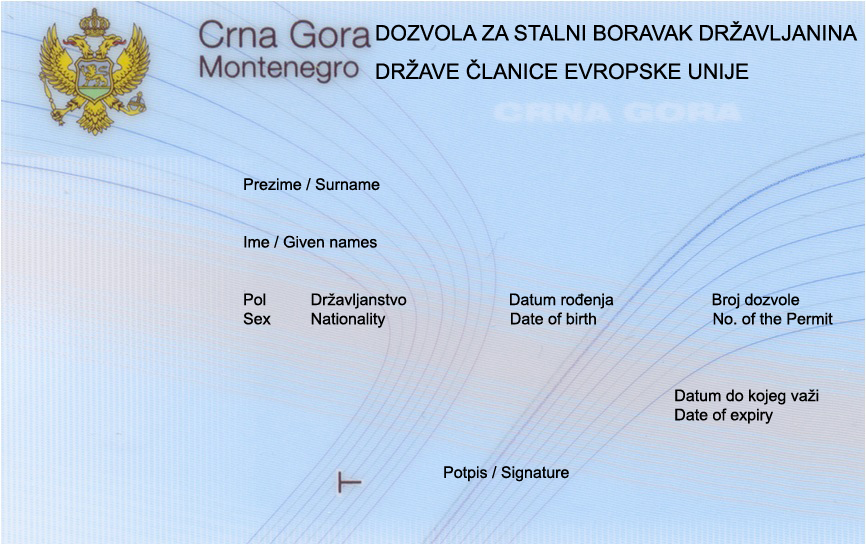 Crna Gora
Montenegro
DOZVOLA ZA STALNI BORAVAK DRŽAVLJANINA
DRŽAVE ČLANICE EVROPSKE UNIJE
CRNA GORA
Prezime / Surname
Ime / Given names
Pol Državljanstvo Datum rođenja Broj dozvole
Sex Nationality Date of birth No. of the Permit
Datum do kojeg važi
Date of expiry
Potpis / Signature